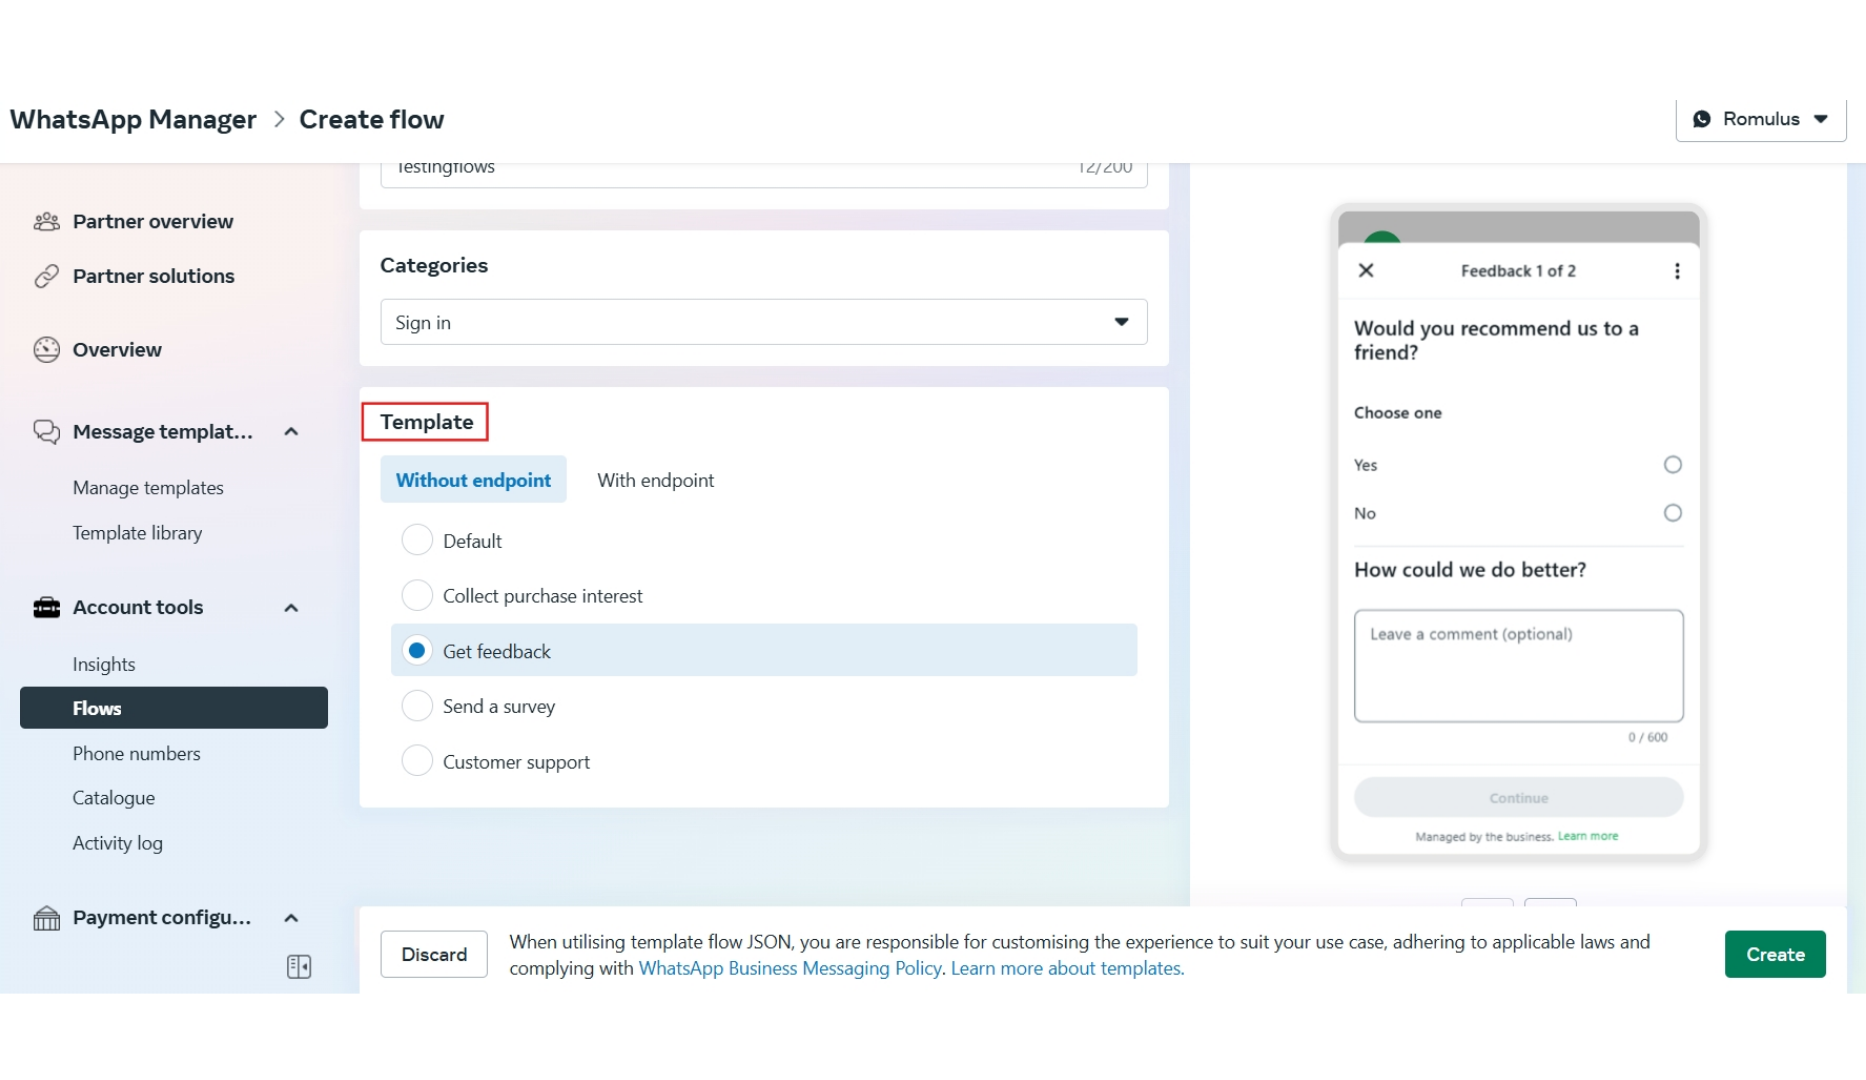 WhatsApp Manager > Create flow
Romulus
Testingflows
12/200
Partner overview
Partner solutions
Overview
Message templat...
Manage templates
Template library
Account tools
Insights
Flows
Phone numbers
Catalogue
Activity log
Payment configu...
Categories
Sign in
Template
Without endpoint
With endpoint
Default
Collect purchase interest
Get feedback
Send a survey
Customer support
Feedback 1 of 2
Would you recommend us to a
friend?
Choose one
Yes
No
How could we do better?
Leave a comment (optional)
0 / 600
Continue
Managed by the business. Learn more
Discard
When utilising template flow JSON, you are responsible for customising the experience to suit your use case, adhering to applicable laws and
complying with WhatsApp Business Messaging Policy. Learn more about templates.
Create